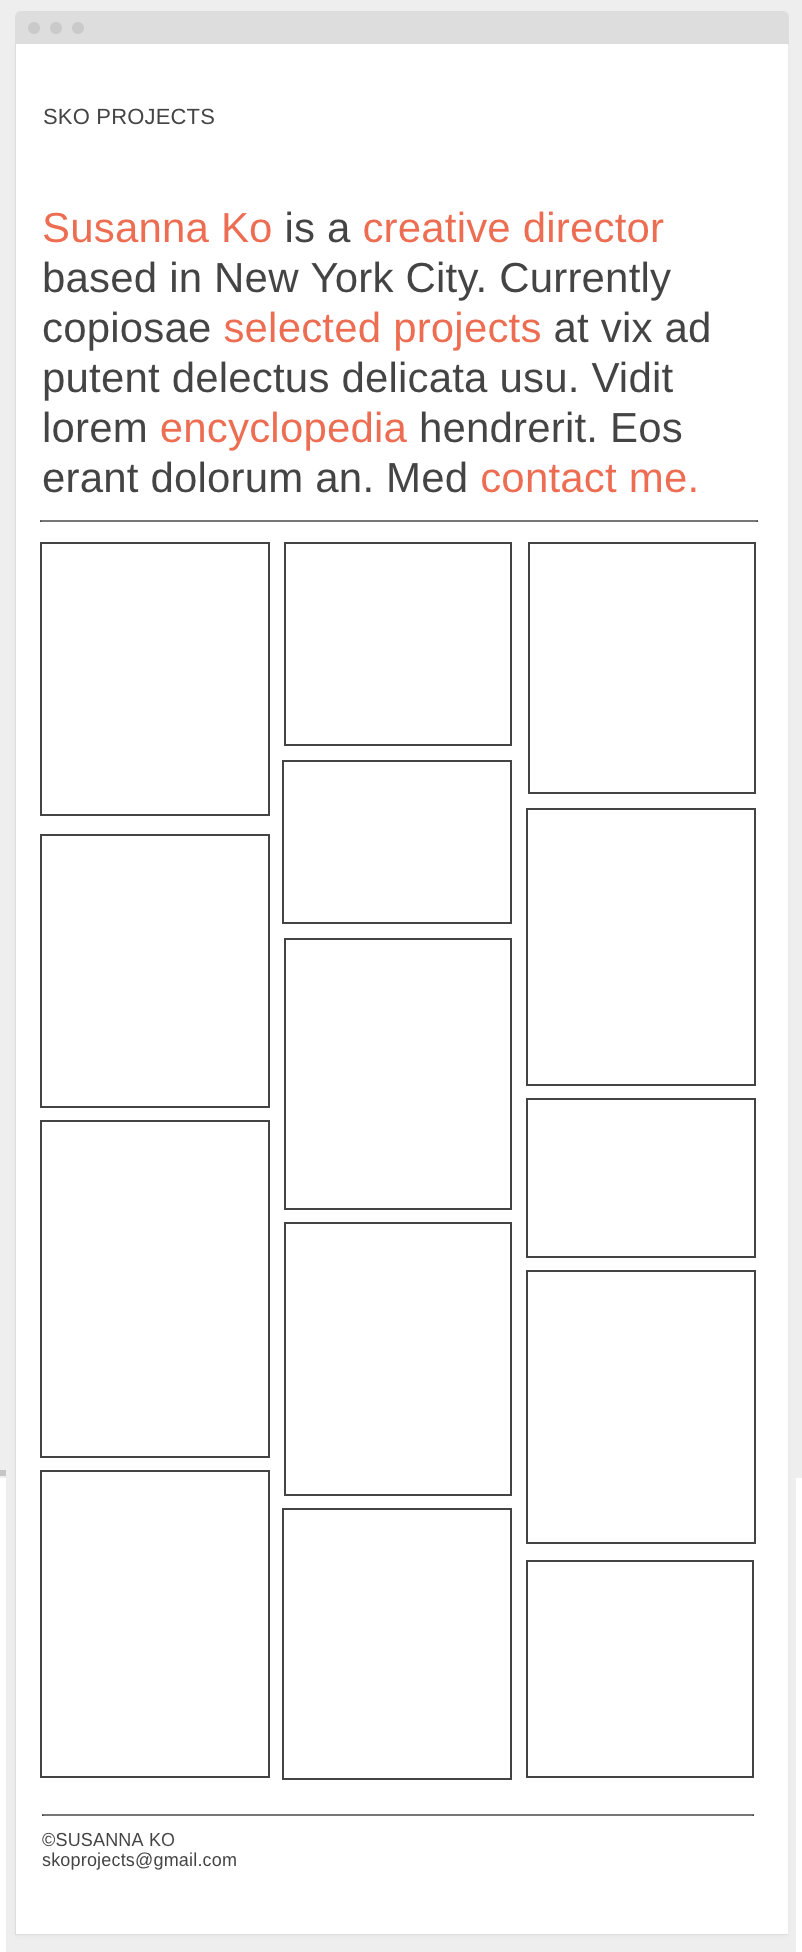 SKO PROJECTS
Susanna Ko is a creative director
based in New York City. Currently
copiosae selected projects at vix ad
putent delectus delicata usu. Vidit
lorem encyclopedia hendrerit. Eos
erant dolorum an. Med contact me.
©SUSANNA KO
skoprojects@gmail.com